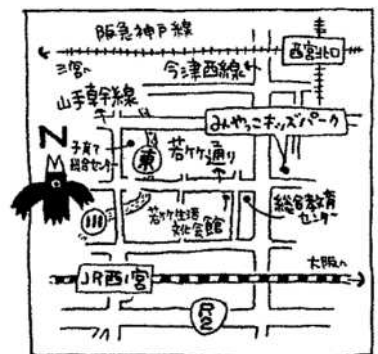 阪急神戸線
西宮北口
三宮へ
今津西線
山手幹線
みやっこキッズパーク
N
子育て
総合センター
東
若竹通り
川
若竹生活
文化会館
総合教育
センター
大阪へ
JR西ノ宮
R2